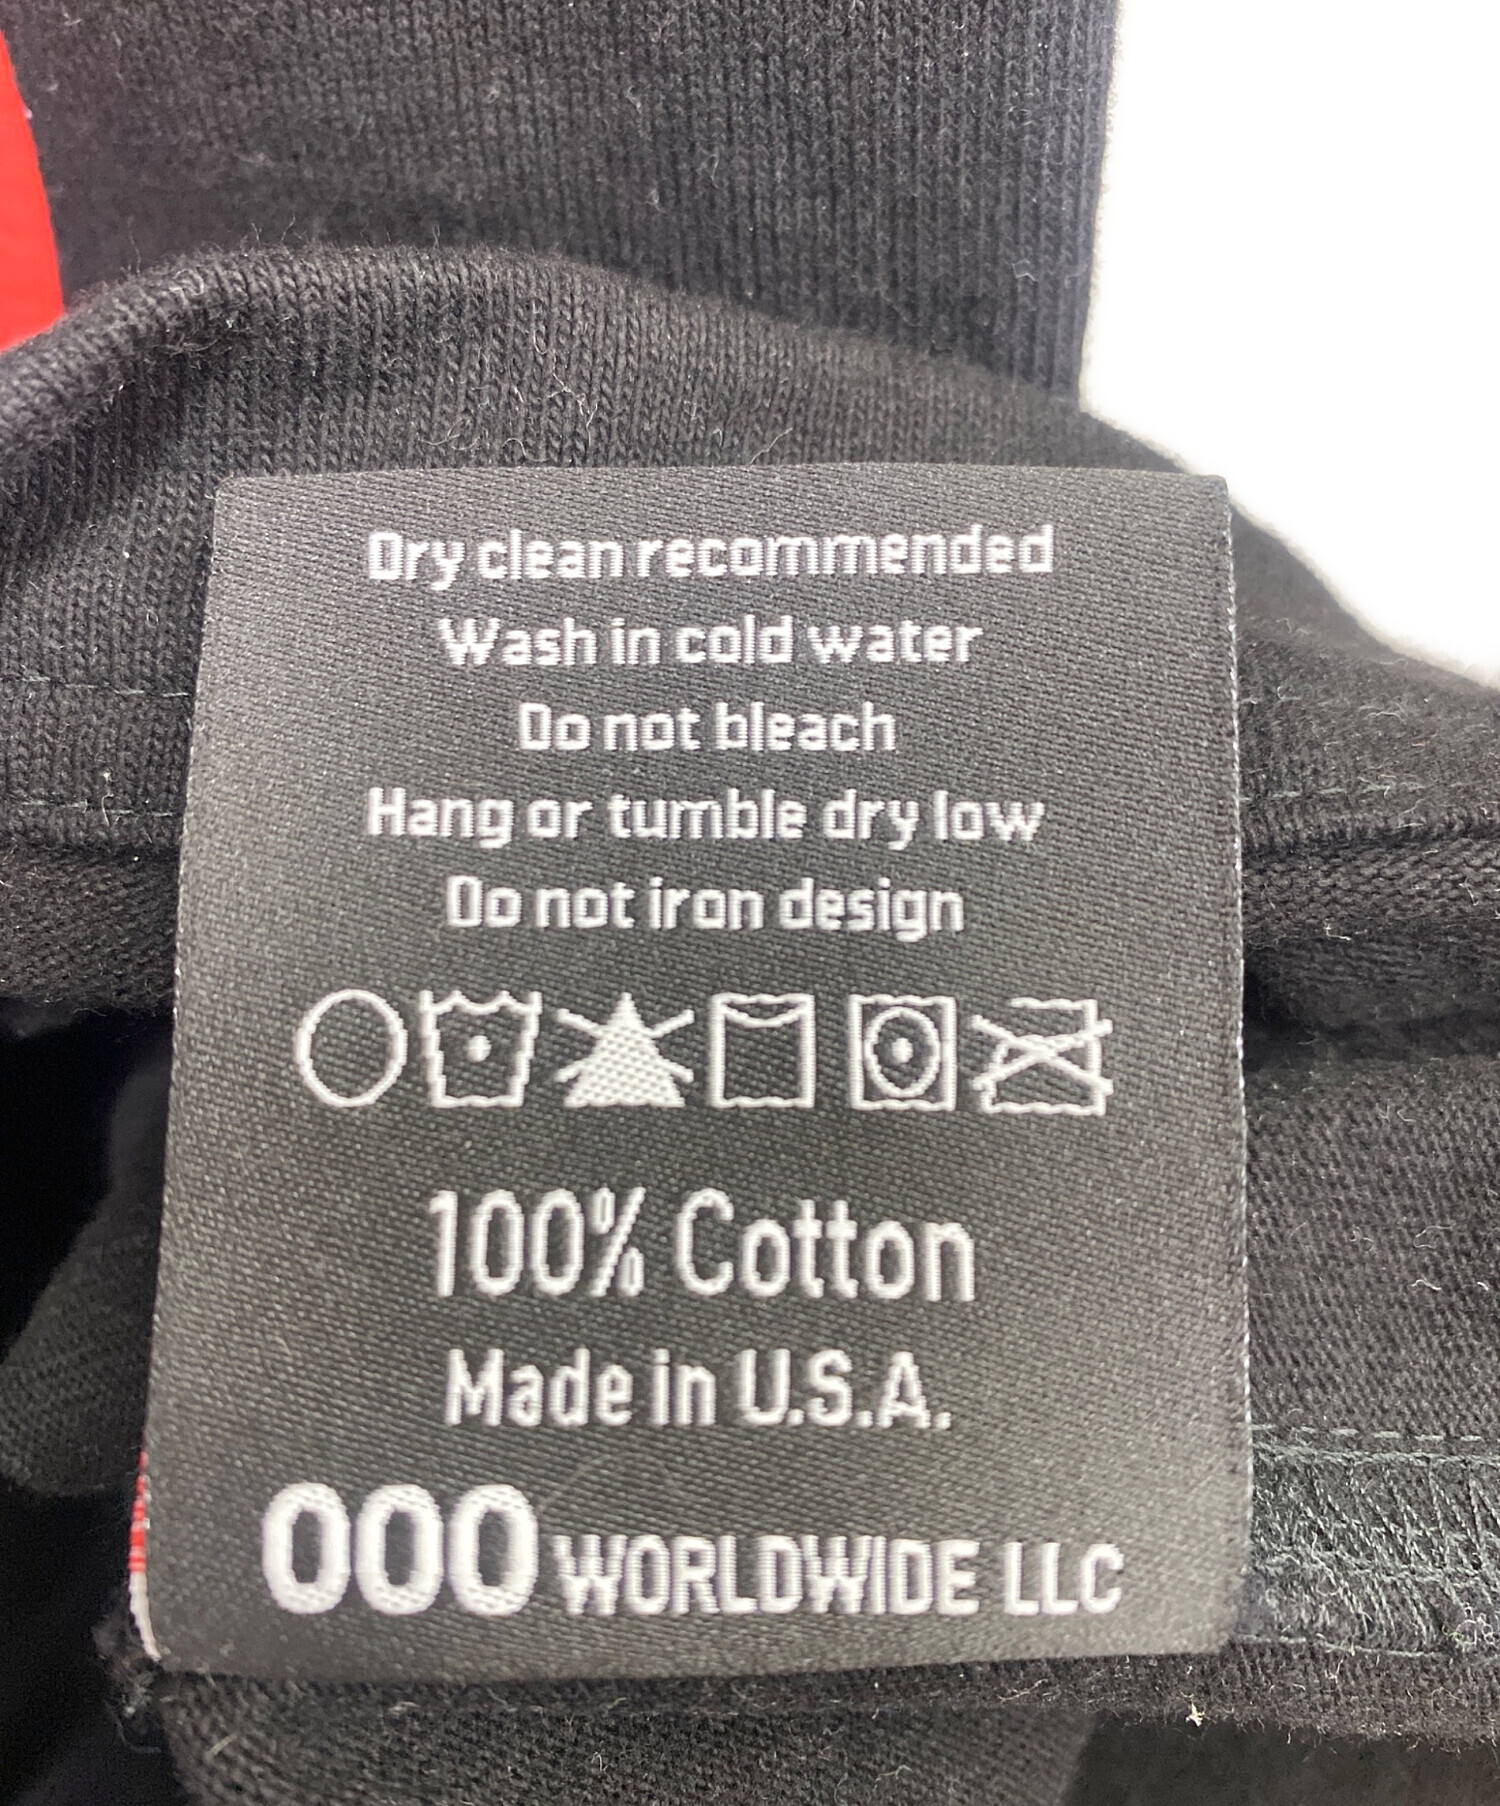 Dry clean recommended
Wash in cold water
Do not bleach
Hang or tumble dry low
Do not iron design
100% Cotton
Made in U.S.A.
000 WORLDWIDE LLC